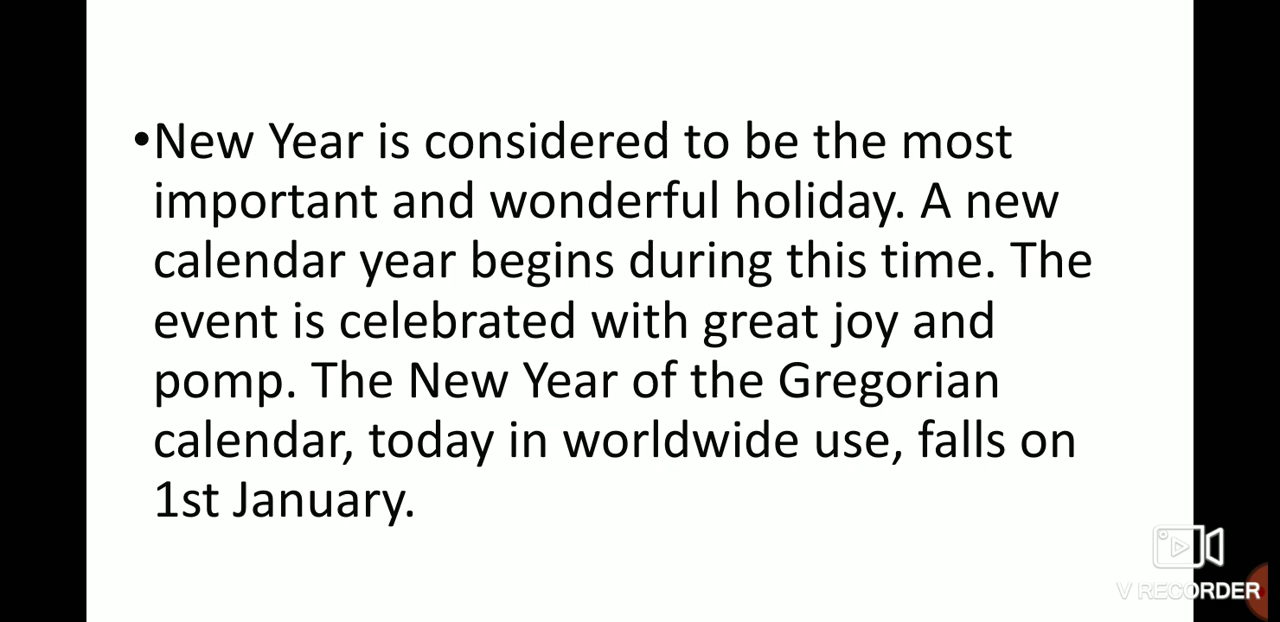 •New Year is considered to be the most
important and wonderful holiday. A new
calendar year begins during this time. The
event is celebrated with great joy and
pomp. The New Year of the Gregorian
calendar, today in worldwide use, falls on
1st January.
V RECORDER